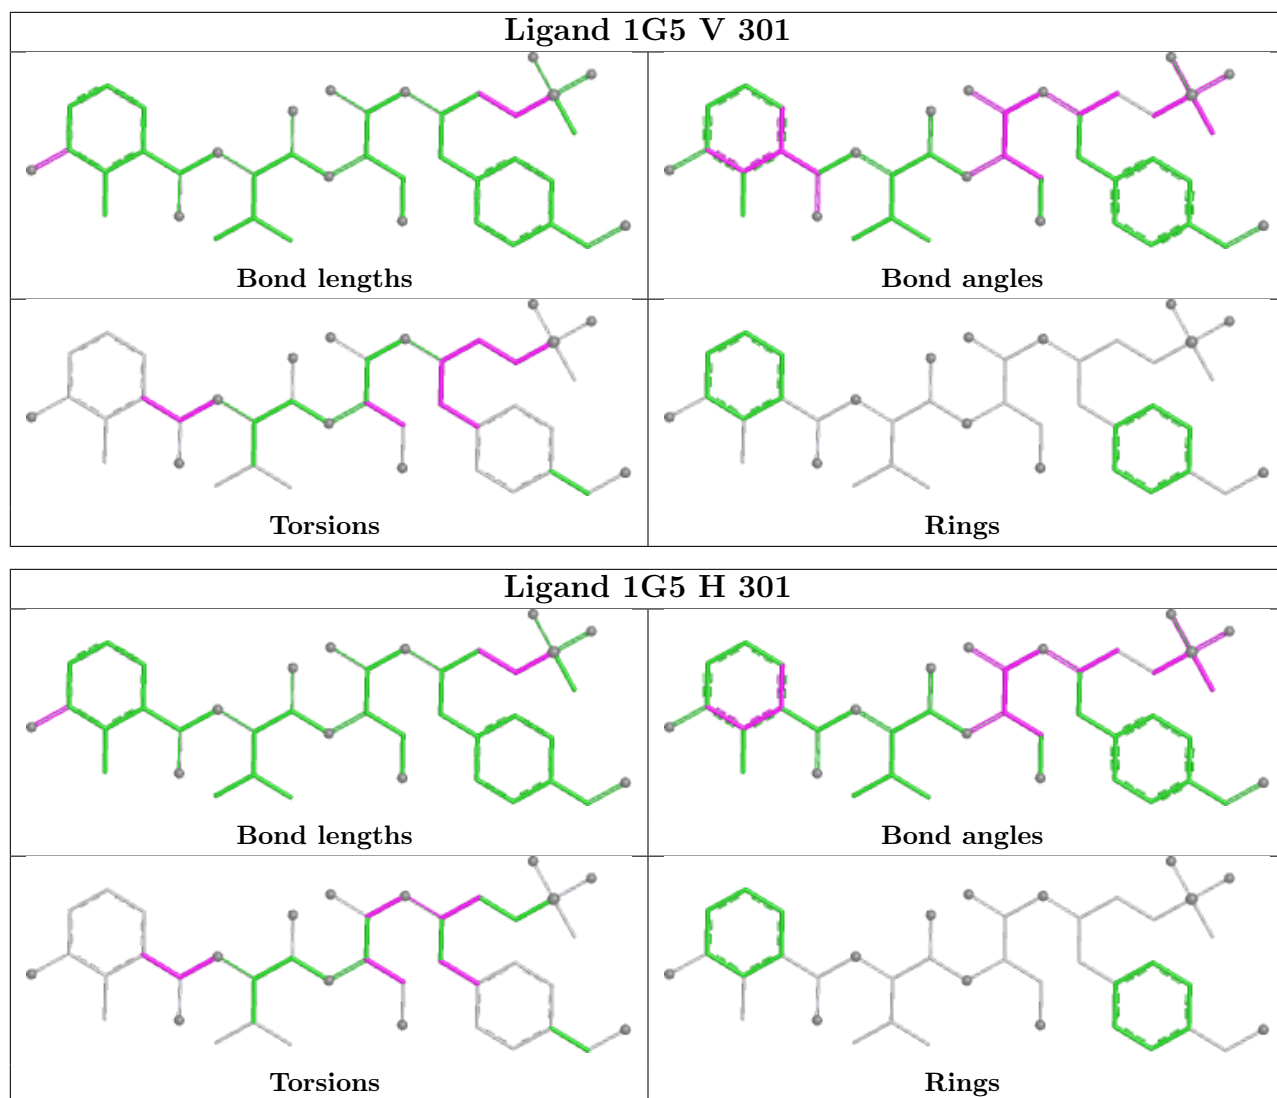 Ligand 1G5 V 301
Bond lengths
Bond angles
Torsions
Rings
Ligand 1G5 H 301
Bond lengths
Bond angles
Torsions
Rings